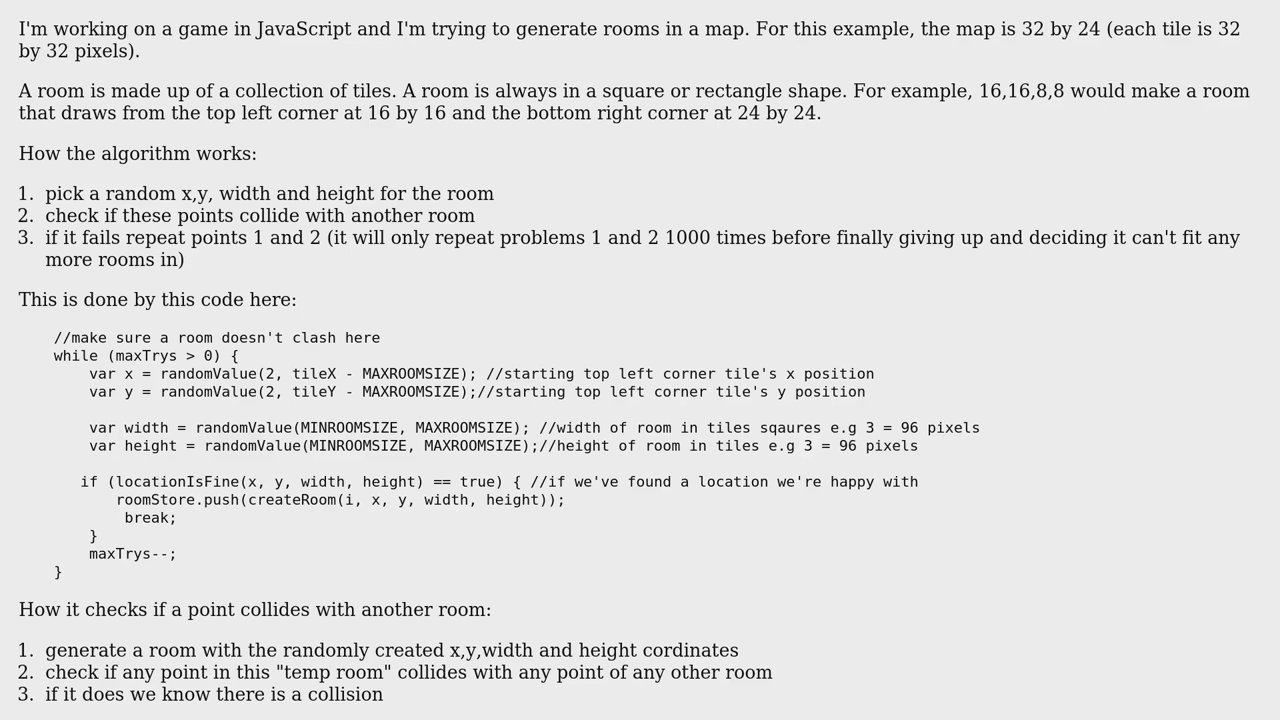 I'm working on a game in JavaScript and I'm trying to generate rooms in a map. For this example, the map is 32 by 24 (each tile is 32
by 32 pixels).
A room is made up of a collection of tiles. A room is always in a square or rectangle shape. For example, 16,16,8,8 would make a room
that draws from the top left corner at 16 by 16 and the bottom right corner at 24 by 24.
How the algorithm works:
1. pick a random x,y, width and height for the room
2. check if these points collide with another room
3. if it fails repeat points 1 and 2 (it will only repeat problems 1 and 2 1000 times before finally giving up and deciding it can't fit any
more rooms in)
This is done by this code here:
//make sure a room doesn't clash here
while (maxTrys > 0) {
var x = randomValue(2, tileX - MAXROOMSIZE); //starting top left corner tile's x position
var y = randomValue(2, tileY - MAXROOMSIZE);//starting top left corner tile's y position
var width = randomValue(MINROOMSIZE, MAXROOMSIZE); //width of room in tiles sqaures e.g 3 = 96 pixels
var height = randomValue(MINROOMSIZE, MAXROOMSIZE);//height of room in tiles e.g 3 = 96 pixels
if (locationIsFine(x, y, width, height) == true) { //if we've found a location we're happy with
roomStore.push(createRoom(i, x, y, width, height));
break;
}
maxTrys--;
}
How it checks if a point collides with another room:
1. generate a room with the randomly created x,y,width and height cordinates
2. check if any point in this "temp room" collides with any point of any other room
3. if it does we know there is a collision